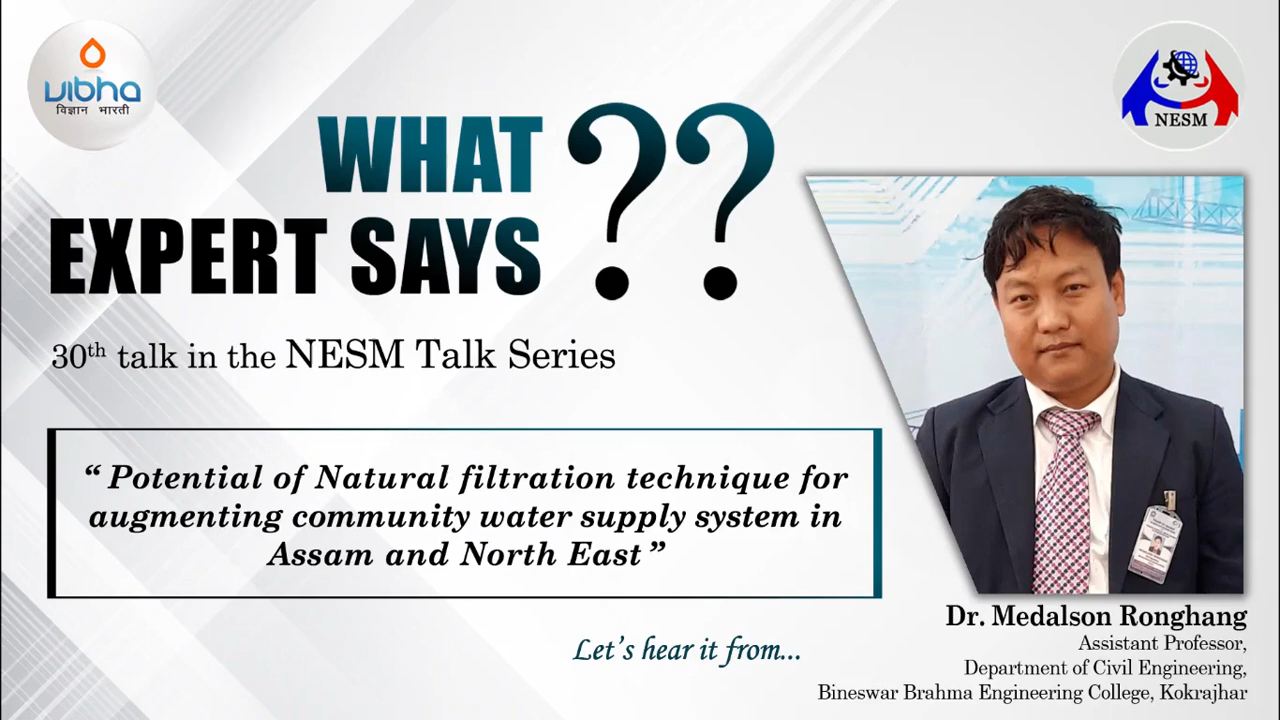 vibha
विज्ञान भारती
NESM
WHAT
EXPERT SAYS ??
30th talk in the NESM Talk Series
“ Potential of Natural filtration technique for
augmenting community water supply system in
Assam and North East ”
Let’s hear it from...
Dr. Medalson Ronghang
Assistant Professor,
Department of Civil Engineering,
Bineswar Brahma Engineering College, Kokrajhar